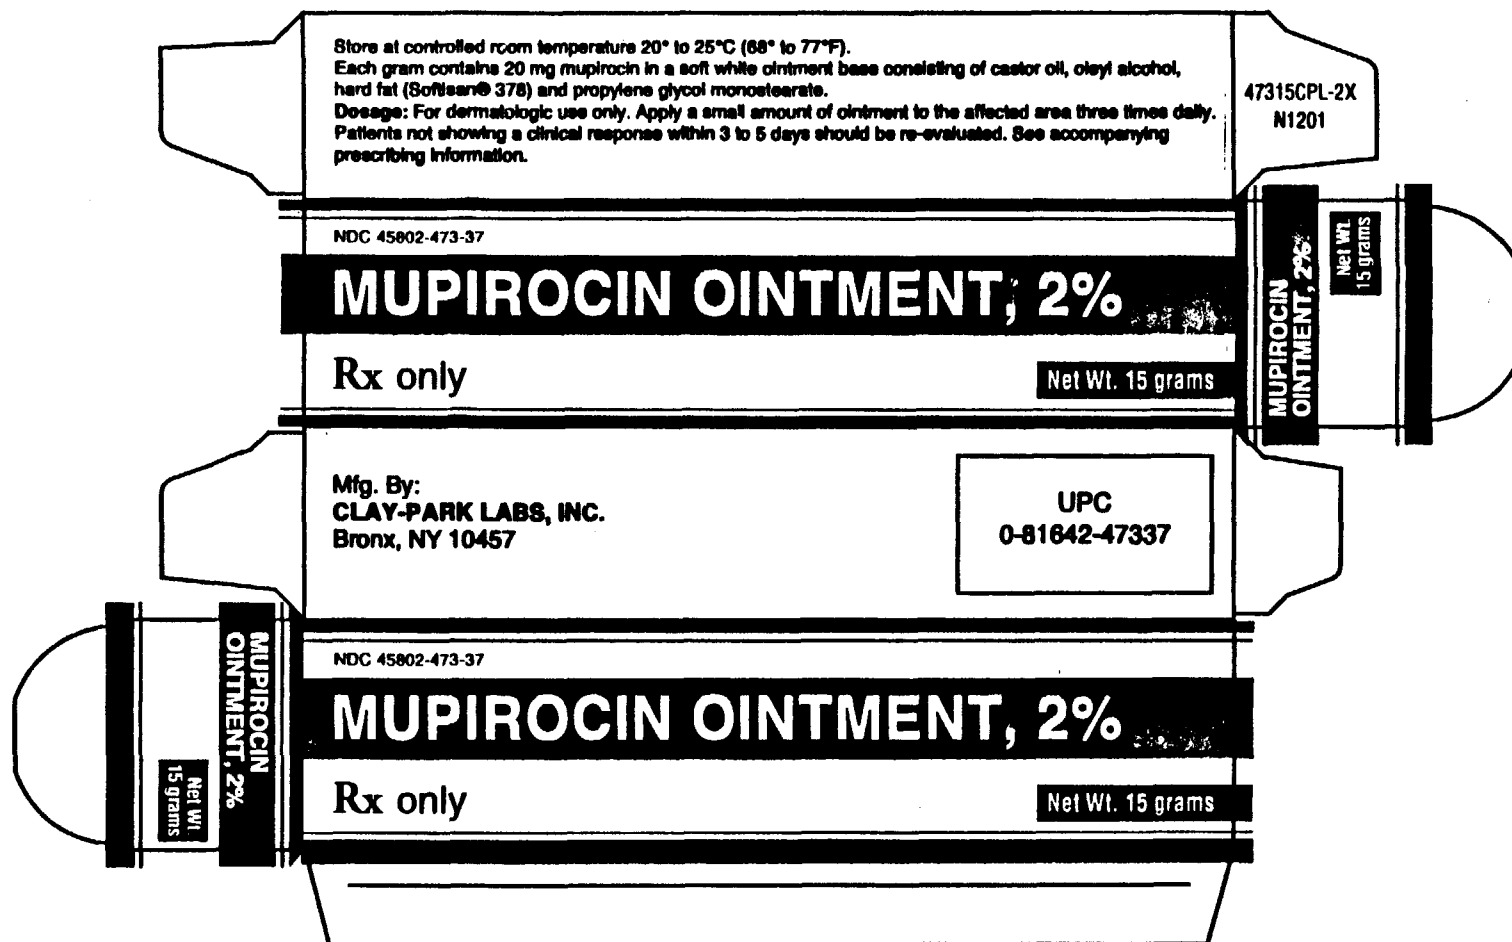 Store at controlled room temperature 20° to 25°C (68° to 77°F).
Each gram contains 20 mg mupirocin in a soft white ointment base consisting of castor oil, oleyl alcohol,
hard fat (Softisan® 378) and propylene glycol monostearate.
Dosage: For dermatologic use only. Apply a small amount of ointment to the affected area three times daily.
Patients not showing a clinical response within 3 to 5 days should be re-evaluated. See accompanying
prescribing information.
47315CPL-2X
N1201
NDC 45802-473-37
MUPIROCIN OINTMENT, 2%
Rx only
Net Wt. 15 grams
MUPIROCIN
OINTMENT, 2%
Net Wt.
15 grams
Mfg. By:
CLAY-PARK LABS, INC.
Bronx, NY 10457
UPC
0-81642-47337
NDC 45802-473-37
MUPIROCIN OINTMENT, 2%
Rx only
Net Wt. 15 grams
MUPIROCIN
OINTMENT, 2%
Net Wt.
15 grams